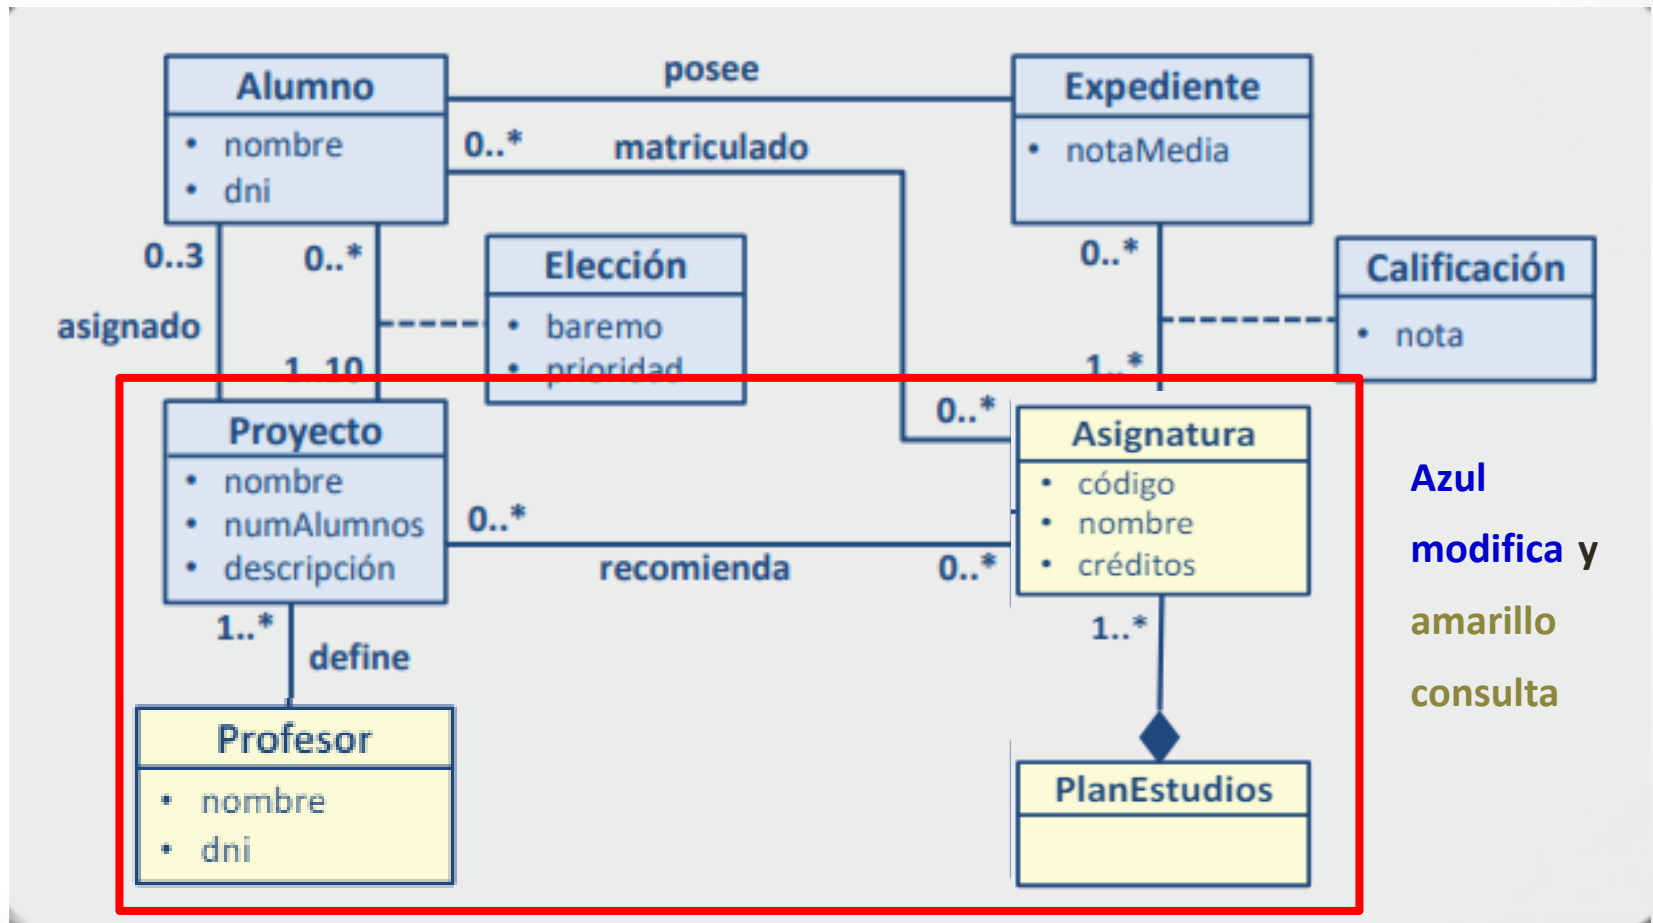 Alumno
• nombre
• dni
posee
Expediente
• notaMedia
0..*
matriculado
0..3
0..*
asignado
Elección
• baremo
• prioridad
0..*
Calificación
• nota
1..10
1..*
Proyecto
• nombre
• numAlumnos
• descripción
0..*
Asignatura
• código
• nombre
• créditos
0..*
recomienda
0..*
Azul
modifica y
amarillo
consulta
1..*
define
1..*
Profesor
• nombre
• dni
PlanEstudios